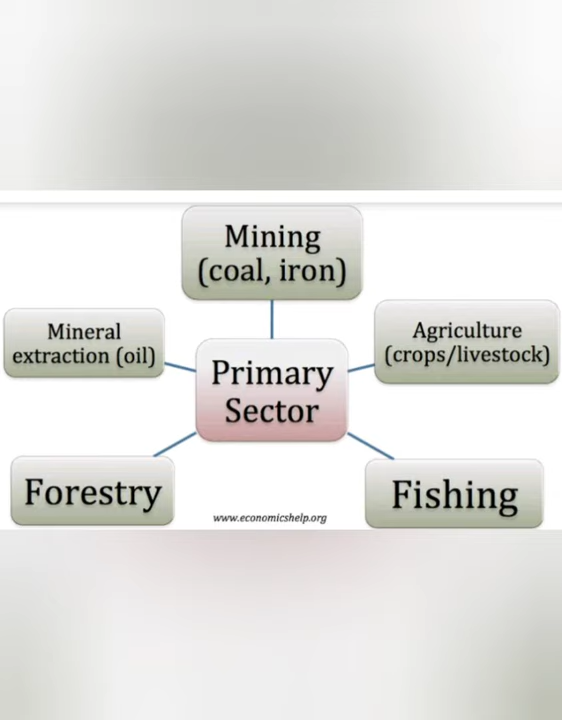 Mining
(coal, iron)
Mineral
extraction (oil)
Agriculture
(crops/livestock)
Primary
Sector
Forestry
Fishing
www.economicshelp.org